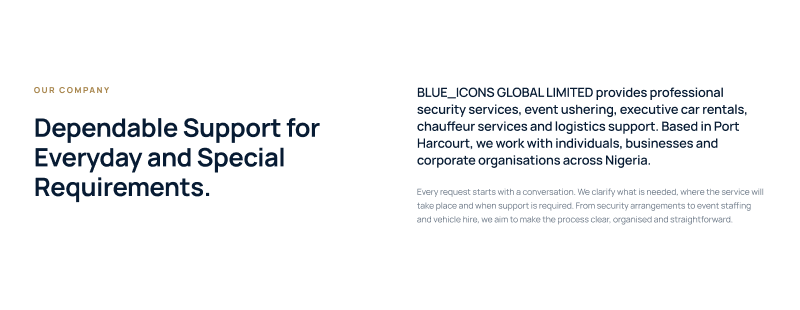 OUR COMPANY
Dependable Support for
Everyday and Special
Requirements.
BLUE_ICONS GLOBAL LIMITED provides professional
security services, event ushering, executive car rentals,
chauffeur services and logistics support. Based in Port
Harcourt, we work with individuals, businesses and
corporate organisations across Nigeria.
Every request starts with a conversation. We clarify what is needed, where the service will
take place and when support is required. From security arrangements to event staffing
and vehicle hire, we aim to make the process clear, organised and straightforward.